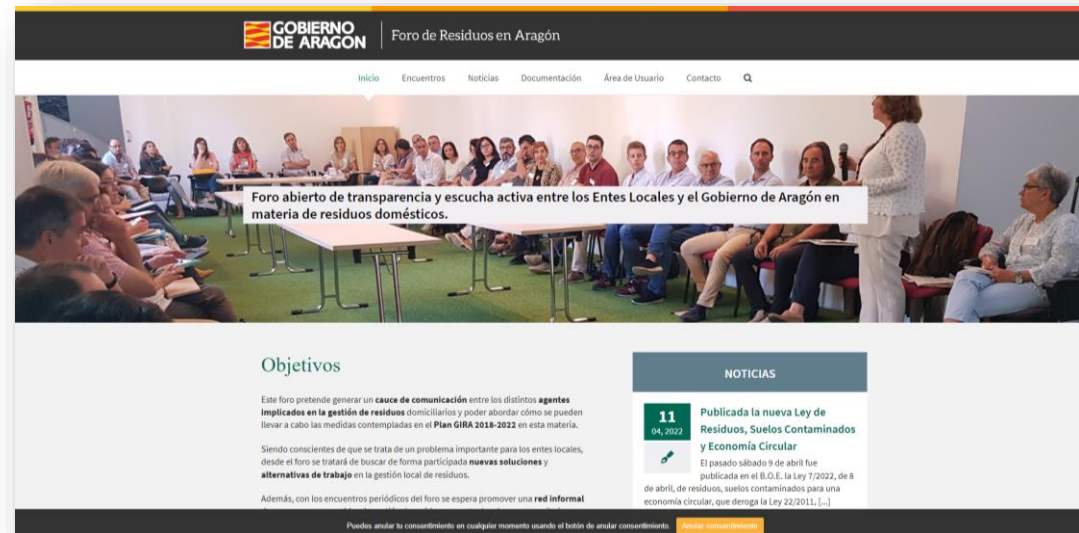 GOBIERNO
DE ARAGON
Foro de Residuos en Aragón
Inicio Encuentros Noticias Documentación Área de Usuario Contacto
Foro abierto de transparencia y escucha activa entre los Entes Locales y el Gobierno de Aragón en
materia de residuos domésticos.
Objetivos
Este foro pretende generar un cauce de comunicación entre los distintos agentes
implicados en la gestión de residuos domiciliarios y poder abordar cómo se pueden
llevar a cabo las medidas contempladas en el Plan GIRA 2018-2022 en esta materia.
Siendo conscientes de que se trata de un problema importante para los entes locales,
desde el foro se tratará de buscar de forma participada nuevas soluciones y
alternativas de trabajo en la gestión local de residuos.
Además, con los encuentros periódicos del foro se espera promover una red informal
NOTICIAS
11
04, 2022
Publicada la nueva Ley de
Residuos, Suelos Contaminados
y Economía Circular
El pasado sábado 9 de abril fue
publicada en el B.O.E. la Ley 7/2022, de 8
de abril, de residuos, suelos contaminados para una
economía circular, que deroga la Ley 22/2011, [...]
Puedes anular tu consentimiento en cualquier momento usando el botón de anular consentimiento. Anular consentimiento